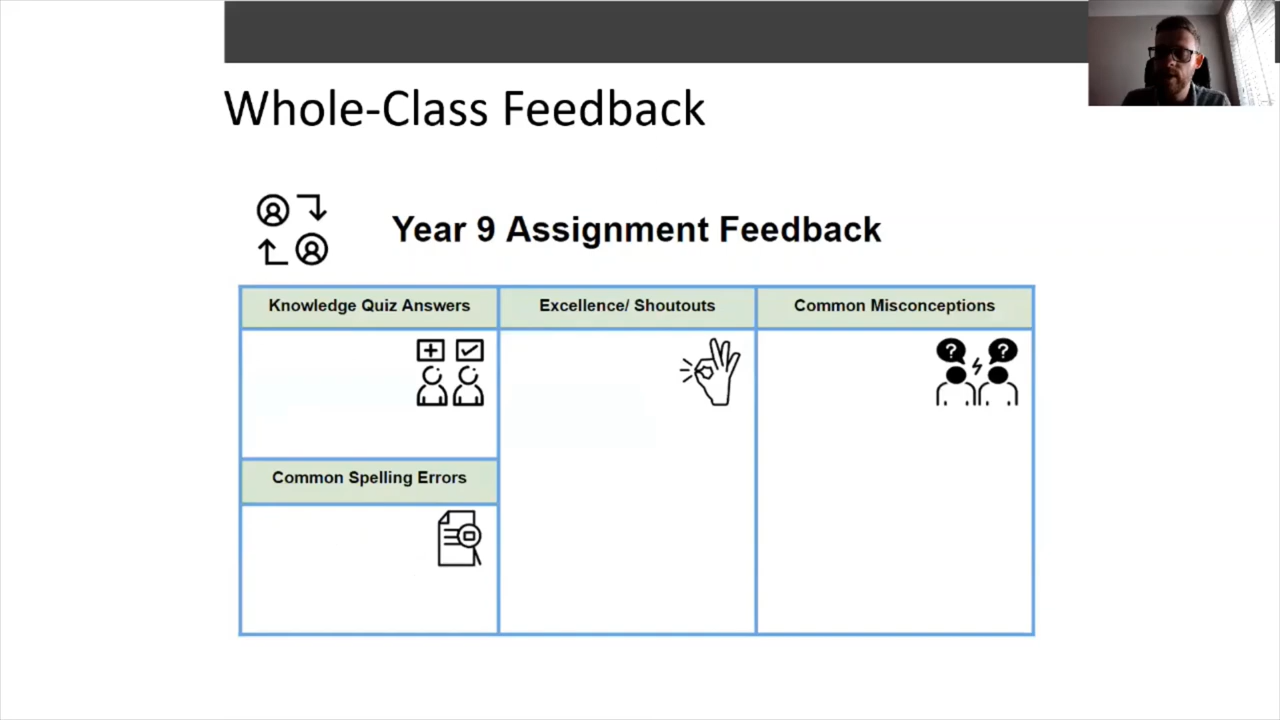 Whole-Class Feedback
Year 9 Assignment Feedback
Knowledge Quiz Answers
Excellence/ Shoutouts
Common Misconceptions
? ?
Common Spelling Errors